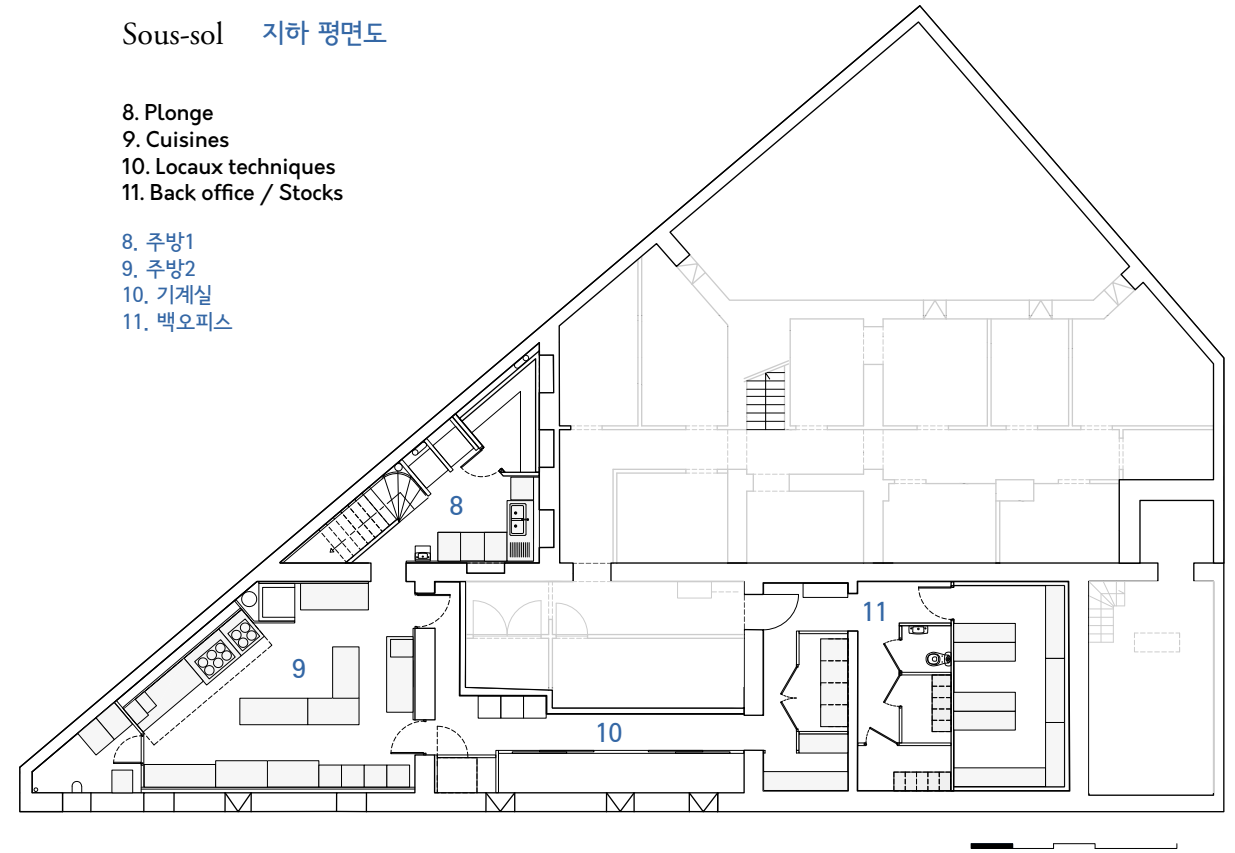 Sous-sol 지하 평면도
8. Plonge
9. Cuisines
10. Locaux techniques
11. Back office / Stocks
8. 주방1
9. 주방2
10. 기계실
11. 백오피스
8
9
11
10